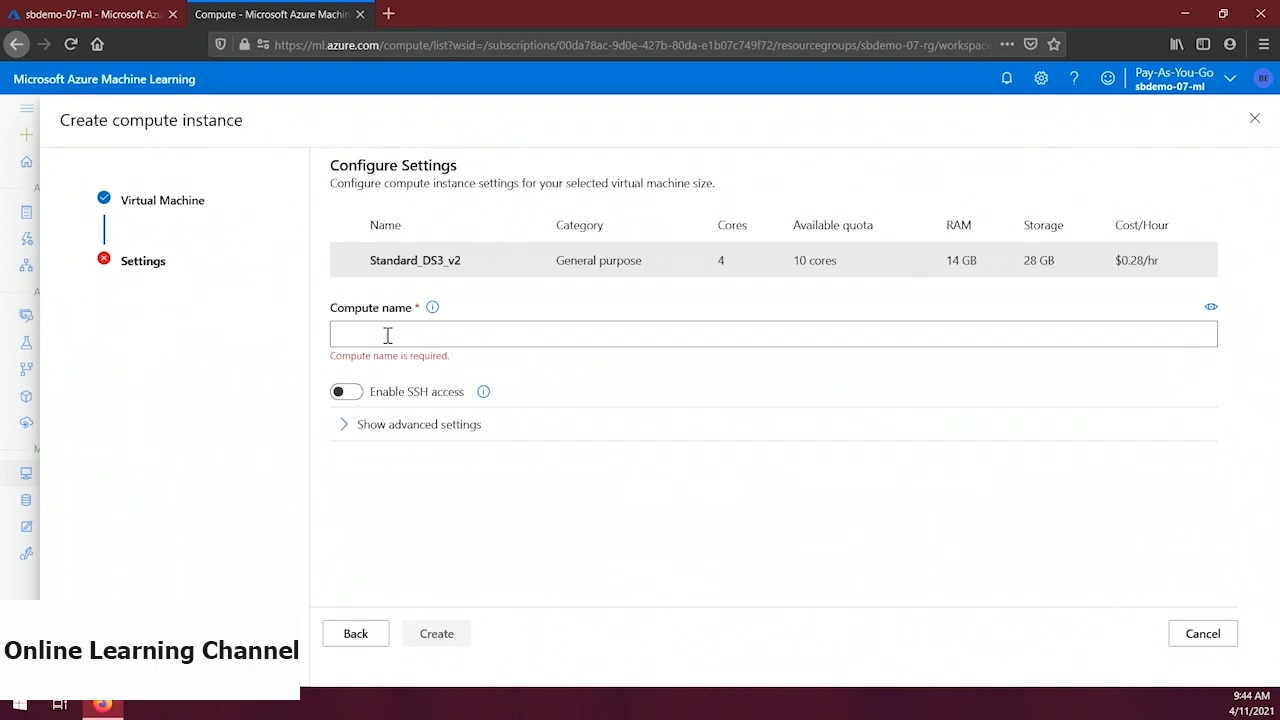 sbdemo-07-ml - Microsoft Azu
Compute - Microsoft Azure Machin
https://ml.azure.com/compute/list?wsid=/subscriptions/00da78ac-9d0e-427b-80da-e1b07c749f72/resourcegroups/sbdemo-07-rg/workspace
Microsoft Azure Machine Learning
Pay-As-You-Go
sbdemo-07-ml
BE
Create compute instance
Virtual Machine
Settings
Configure Settings
Configure compute instance settings for your selected virtual machine size.
Name Category Cores Available quota RAM Storage Cost/Hour
Standard_DS3_v2 General purpose 4 10 cores 14 GB 28 GB $0.28/hr
Compute name *
Compute name is required.
Enable SSH access
Show advanced settings
Back Create Cancel
Online Learning Channel
9:44 AM
4/11/2021